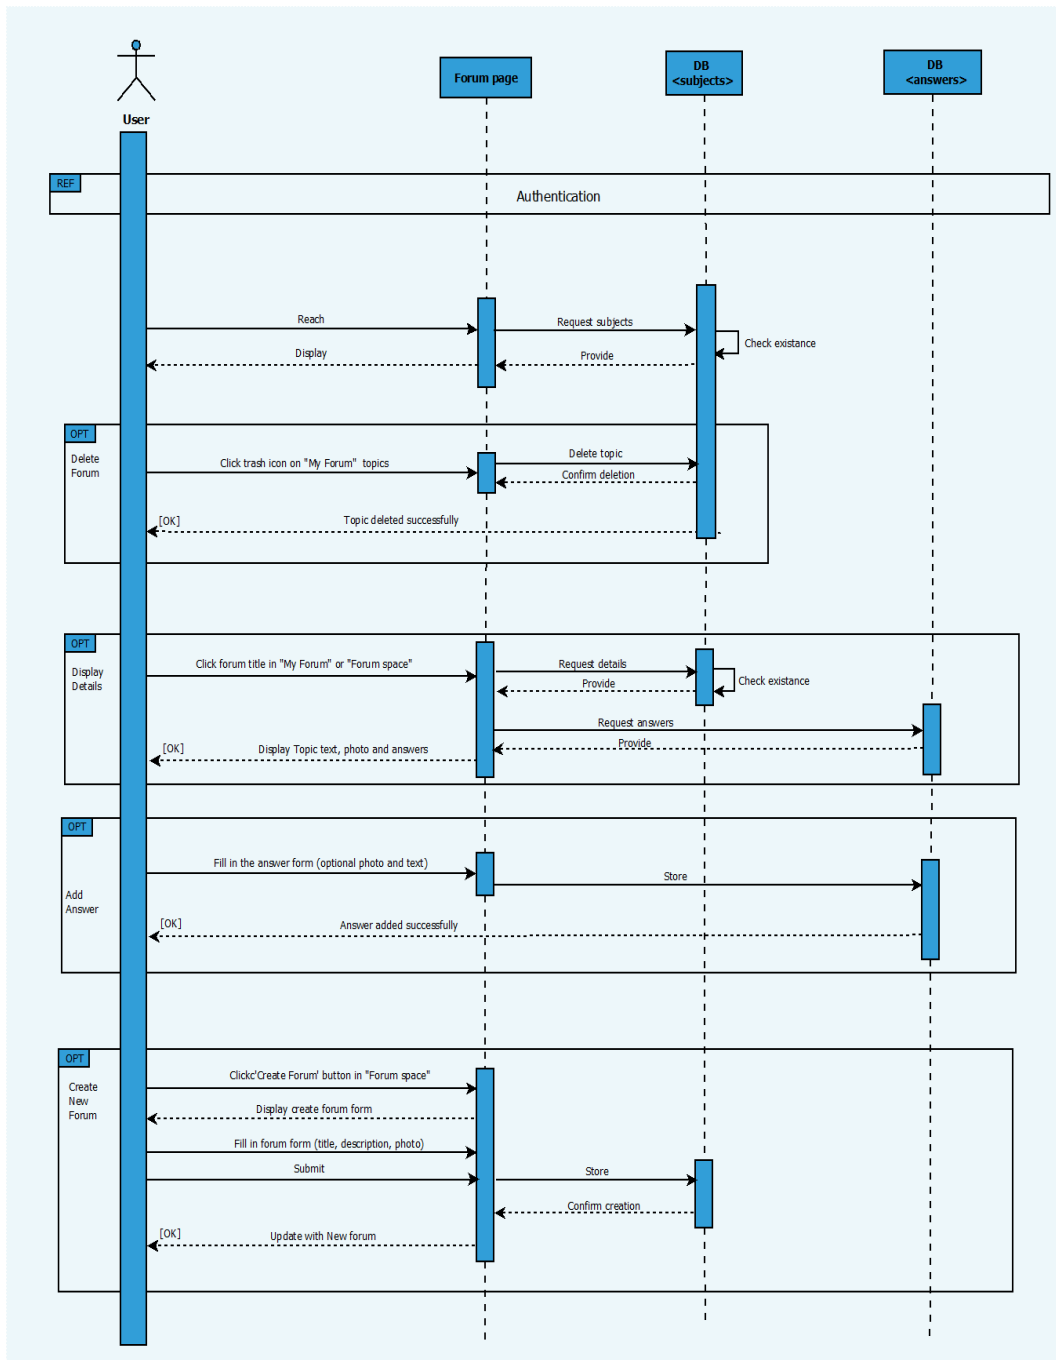 User
Forum page
DB
<subjects>
DB
<answers>
REF
Authentication
Reach
Request subjects
Check existance
Display
Provide
OPT
Delete
Forum
Click trash icon on "My Forum" topics
Delete topic
Confirm deletion
[OK]
Topic deleted successfully
OPT
Display
Details
Click forum title in "My Forum" or "Forum space"
Request details
Provide
Check existance
Request answers
Provide
[OK]
Display Topic text, photo and answers
OPT
Add
Answer
Fill in the answer form (optional photo and text)
Store
[OK]
Answer added successfully
OPT
Create
New
Forum
Clickc'Create Forum' button in "Forum space"
Display create forum form
Fill in forum form (title, description, photo)
Submit
Store
Confirm creation
[OK]
Update with New forum